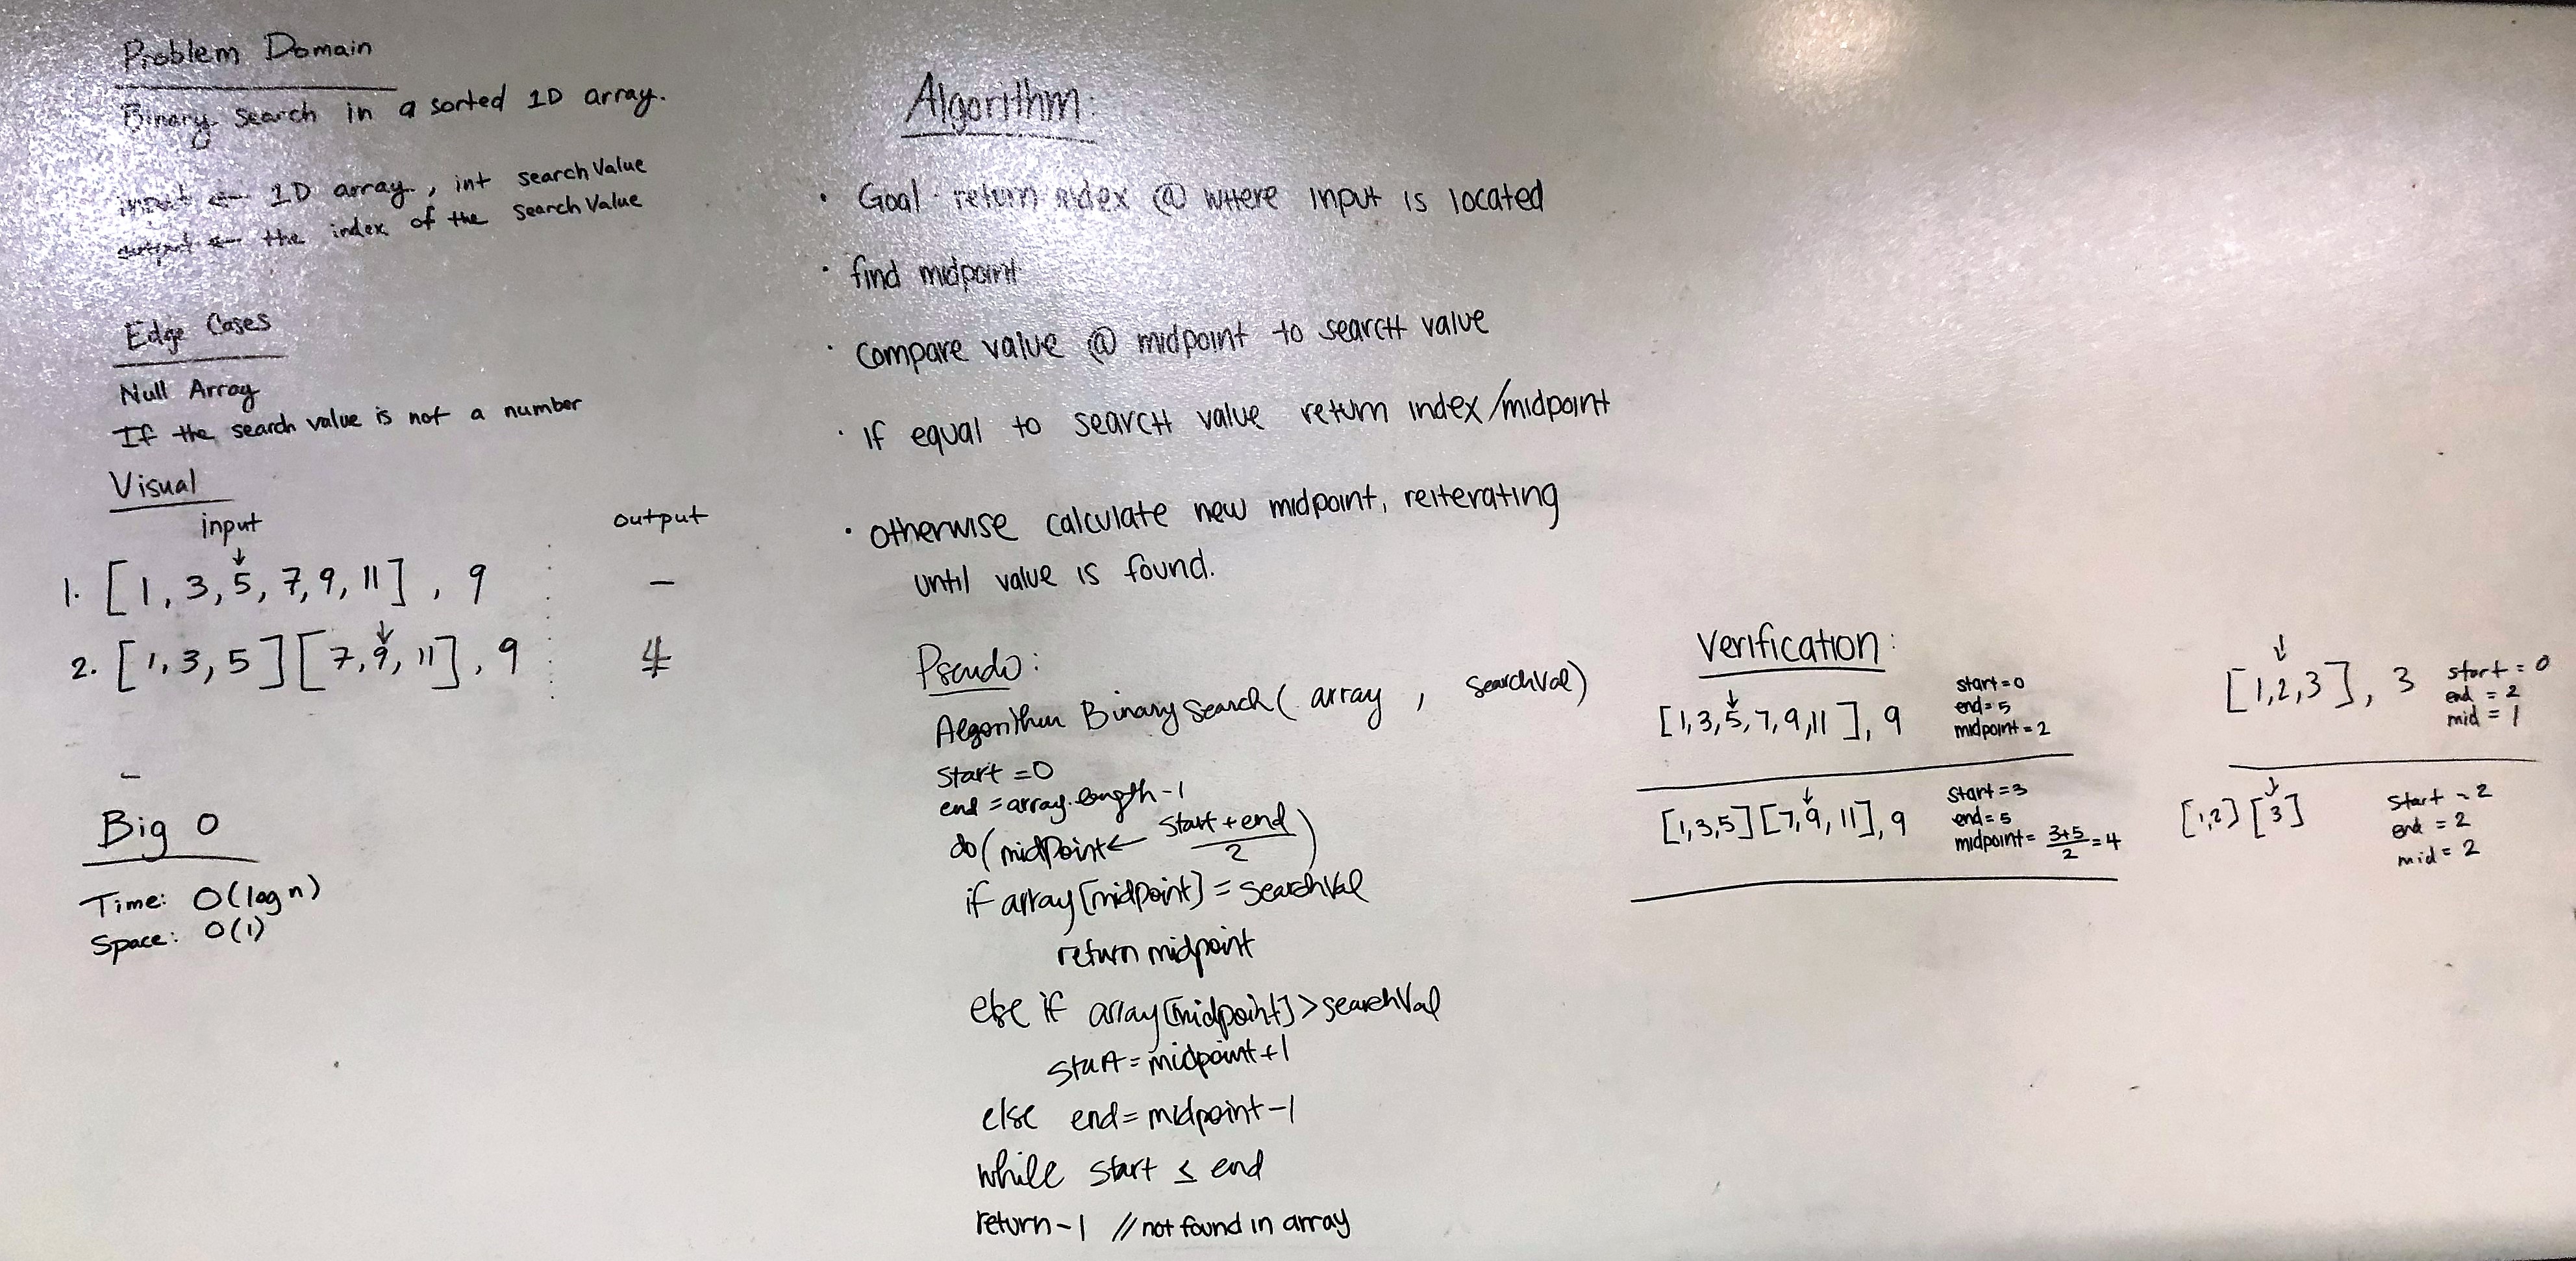 Problem Domain
Binary Search in a sorted 1D array.
input ← 1D array, int searchValue
output ← the index of the searchValue
Edge Cases
Null Array
If the search value is not a number
Visual
input output
1. [1, 3, 5, 7, 9, 11], 9 –
2. [1, 3, 5] [7, 9, 11], 9 4
–
Big O
Time: O(log n)
Space: O(1)
Algorithm:
· Goal · return index @ where input is located
· find midpoint
· compare value @ midpoint to search value
· if equal to search value return index/midpoint
· otherwise calculate new midpoint, reiterating
until value is found.
Pseudo:
Algorithm BinarySearch( array , searchVal)
start = 0
end = array.length - 1
do( midPoint ← start + end / 2 )
if array[midPoint] = searchVal
return midpoint
else if array[midpoint] > searchVal
start = midpoint + 1
else end = midpoint - 1
while start ≤ end
return -1 // not found in array
Verification:
[1, 3, 5, 7, 9, 11], 9
start = 0
end = 5
midpoint = 2
[1, 3, 5] [7, 9, 11], 9
start = 3
end = 5
midpoint = 3+5 / 2 = 4
[1, 2, 3], 3
start = 0
end = 2
mid = 1
[1, 2] [3]
start = 2
end = 2
mid = 2